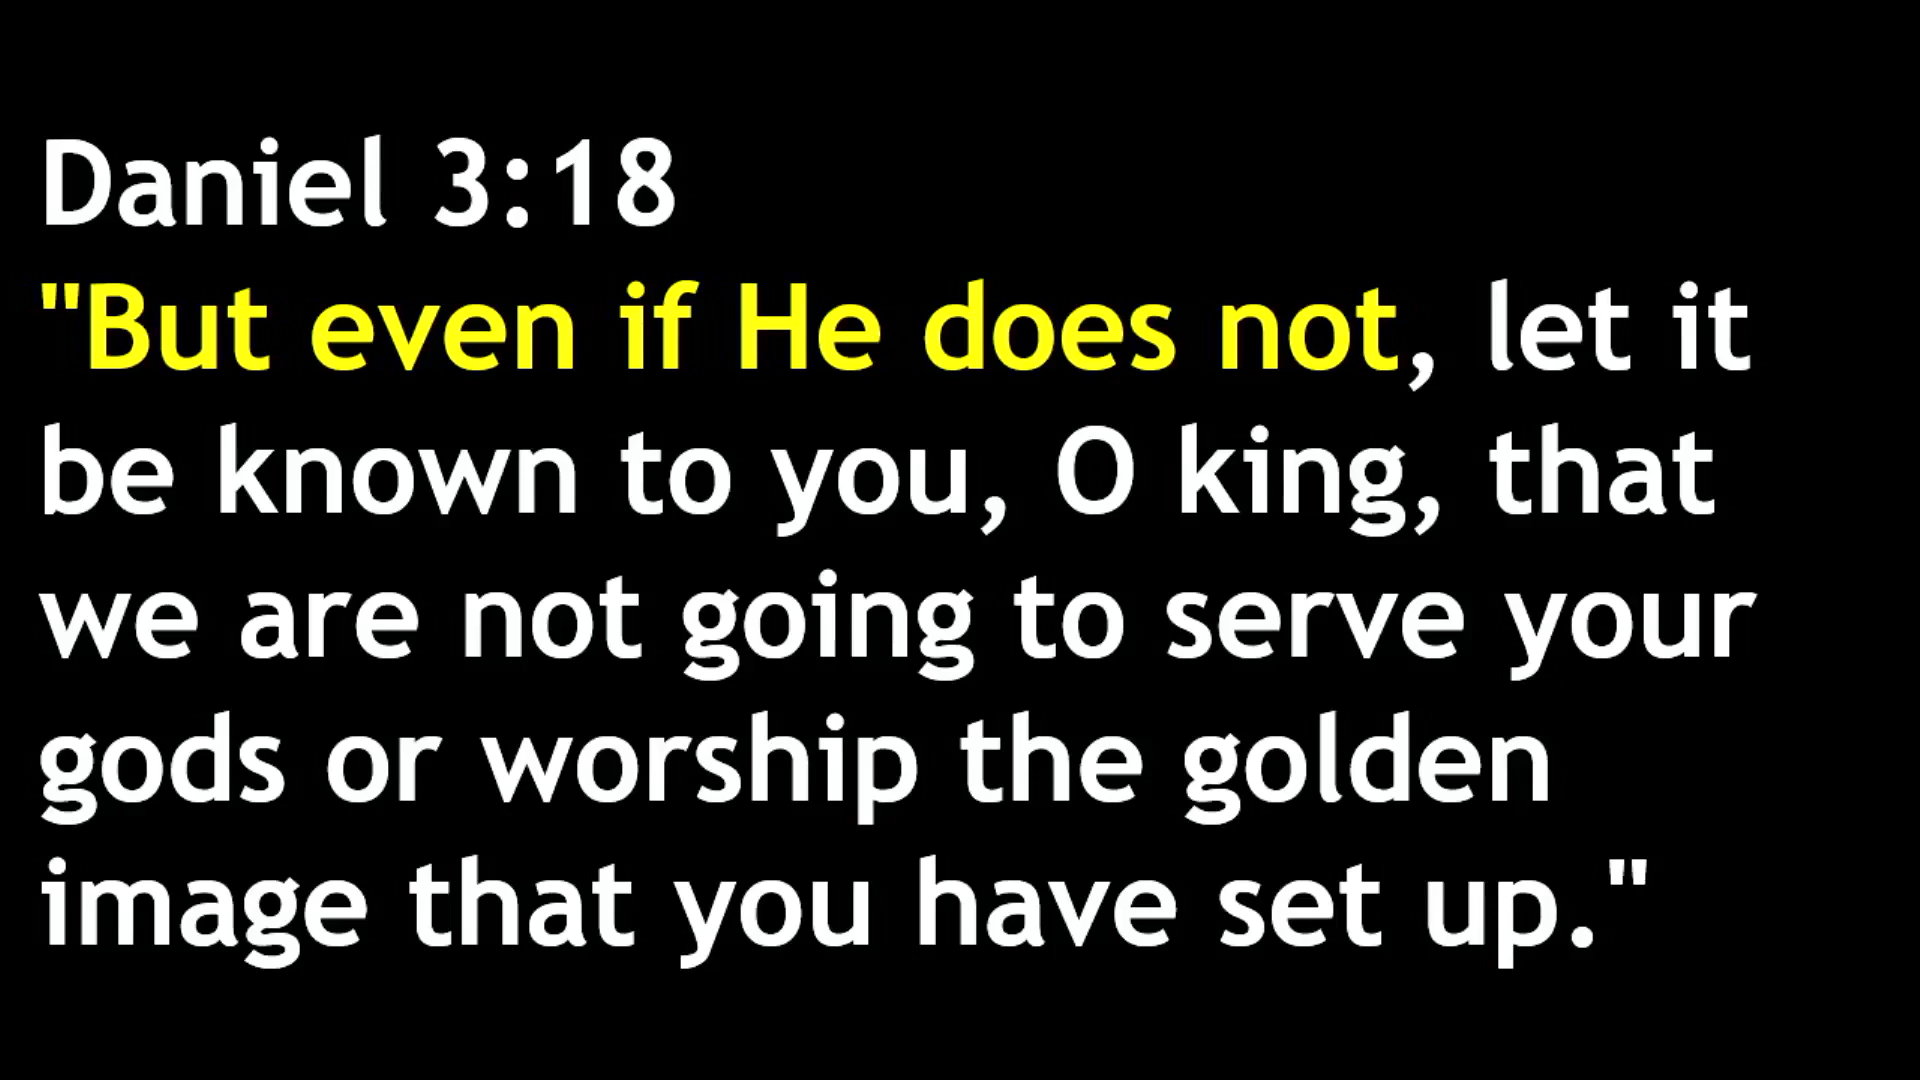 Daniel 3:18
"But even if He does not, let it
be known to you, O king, that
we are not going to serve your
gods or worship the golden
image that you have set up."